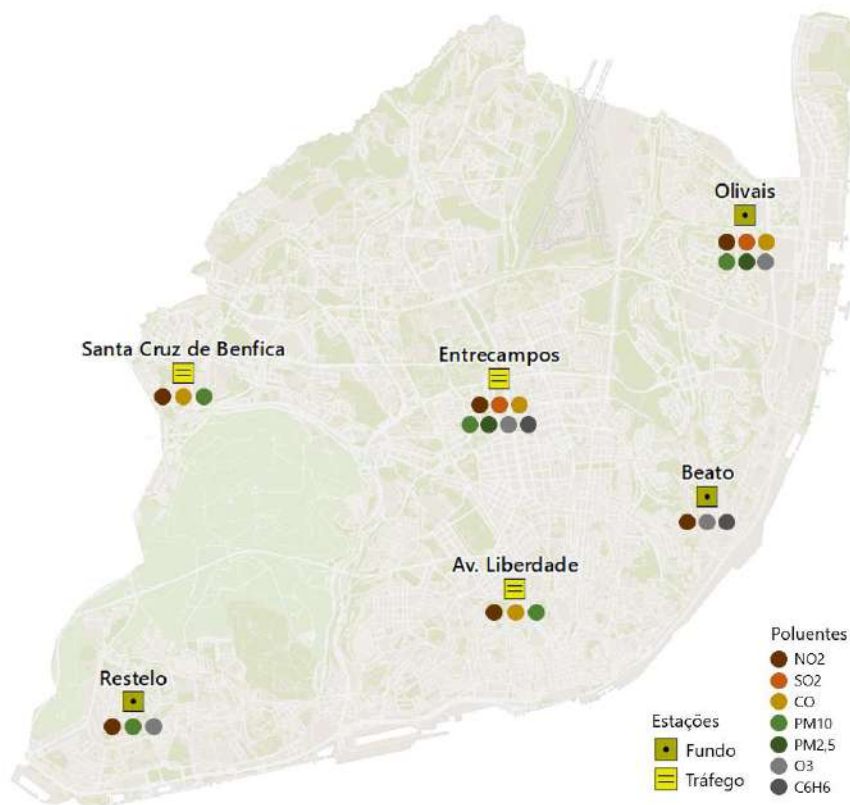 Olivais
Santa Cruz de Benfica
Entrecampos
Beato
Av. Liberdade
Restelo
Estações
Fundo
Tráfego
Poluentes
NO2
SO2
CO
PM10
PM2,5
O3
C6H6